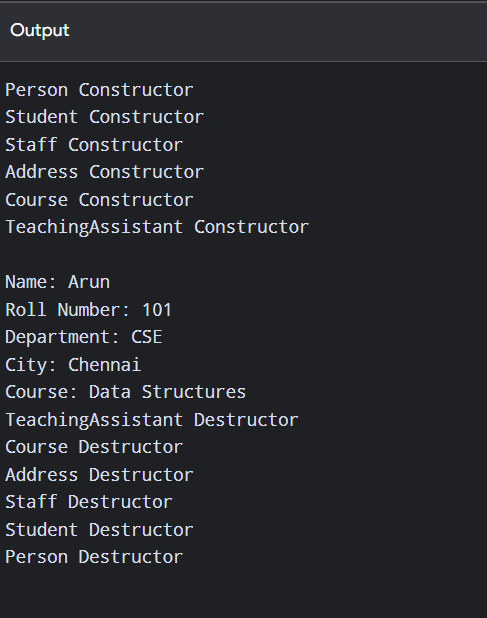 Output
Person Constructor
Student Constructor
Staff Constructor
Address Constructor
Course Constructor
TeachingAssistant Constructor
Name: Arun
Roll Number: 101
Department: CSE
City: Chennai
Course: Data Structures
TeachingAssistant Destructor
Course Destructor
Address Destructor
Staff Destructor
Student Destructor
Person Destructor